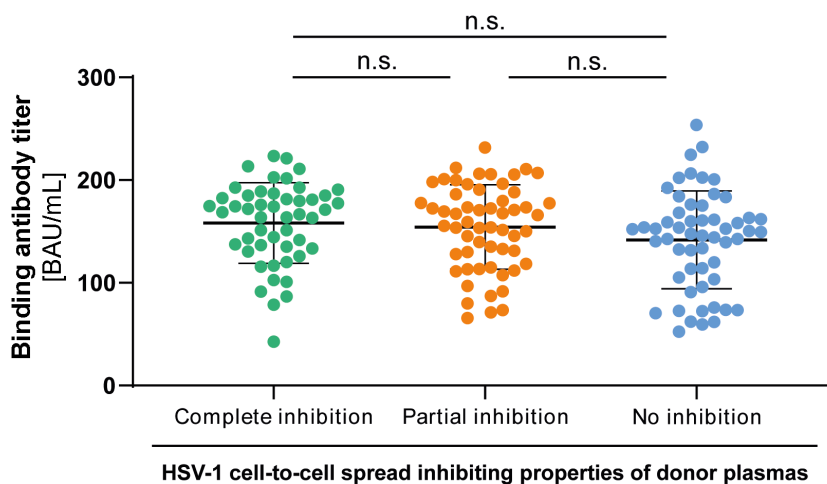 n.s.
n.s. n.s.
300
200
100
0
Binding antibody titer
[BAU/mL]
Complete inhibition Partial inhibition No inhibition
HSV-1 cell-to-cell spread inhibiting properties of donor plasmas